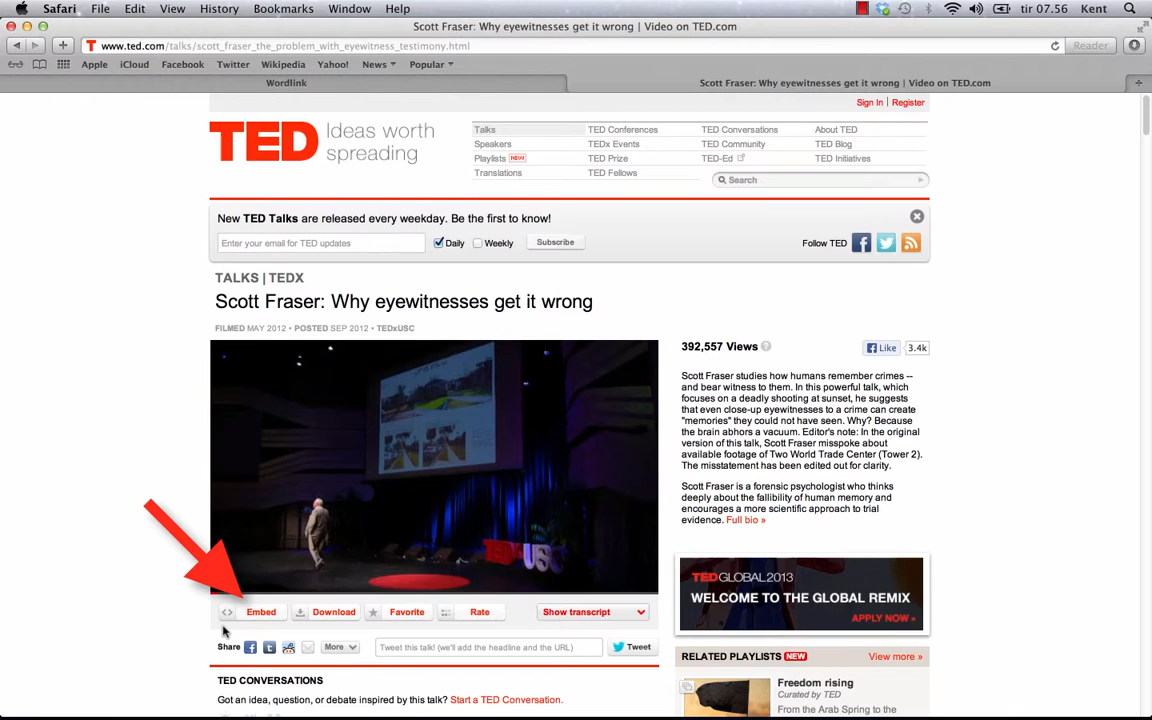 Safari File Edit View History Bookmarks Window Help tir 07.56 Kent
Scott Fraser: Why eyewitnesses get it wrong | Video on TED.com
www.ted.com/talks/scott_fraser_the_problem_with_eyewitness_testimony.html Reader
Apple iCloud Facebook Twitter Wikipedia Yahoo! News Popular
Wordlink Scott Fraser: Why eyewitnesses get it wrong | Video on TED.com
Sign In | Register
TED Ideas worth spreading
Talks TED Conferences TED Conversations About TED
Speakers TEDx Events TED Community TED Blog
Playlists NEW TED Prize TED-Ed TED Initiatives
Translations TED Fellows
Search
New TED Talks are released every weekday. Be the first to know!
Enter your email for TED updates Daily Weekly Subscribe Follow TED
TALKS | TEDX
Scott Fraser: Why eyewitnesses get it wrong
FILMED MAY 2012 • POSTED SEP 2012 • TEDxUSC
392,557 Views ? Like 3.4k
Scott Fraser studies how humans remember crimes --
and bear witness to them. In this powerful talk, which
focuses on a deadly shooting at sunset, he suggests
that even close-up eyewitnesses to a crime can create
"memories" they could not have seen. Why? Because
the brain abhors a vacuum. Editor's note: In the original
version of this talk, Scott Fraser misspoke about
available footage of Two World Trade Center (Tower 2).
The misstatement has been edited out for clarity.
Scott Fraser is a forensic psychologist who thinks
deeply about the fallibility of human memory and
encourages a more scientific approach to trial
evidence. Full bio »
TEDxUSC
TEDGLOBAL2013
WELCOME TO THE GLOBAL REMIX
APPLY NOW »
Embed Download Favorite Rate Show transcript
Share More Tweet this talk! (we'll add the headline and the URL) Tweet
RELATED PLAYLISTS NEW View more »
Freedom rising
Curated by TED
From the Arab Spring to the
TED CONVERSATIONS
Got an idea, question, or debate inspired by this talk? Start a TED Conversation.